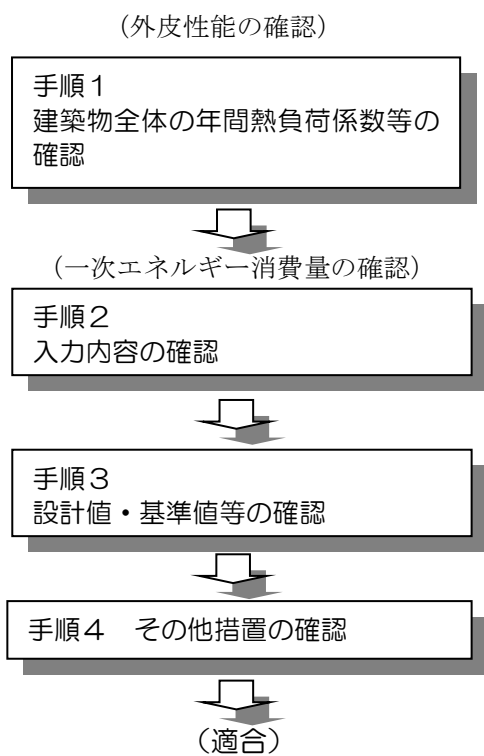 （外皮性能の確認）
手順１
建築物全体の年間熱負荷係数等の
確認
（一次エネルギー消費量の確認）
手順２
入力内容の確認
手順３
設計値・基準値等の確認
手順４　その他措置の確認
（適合）